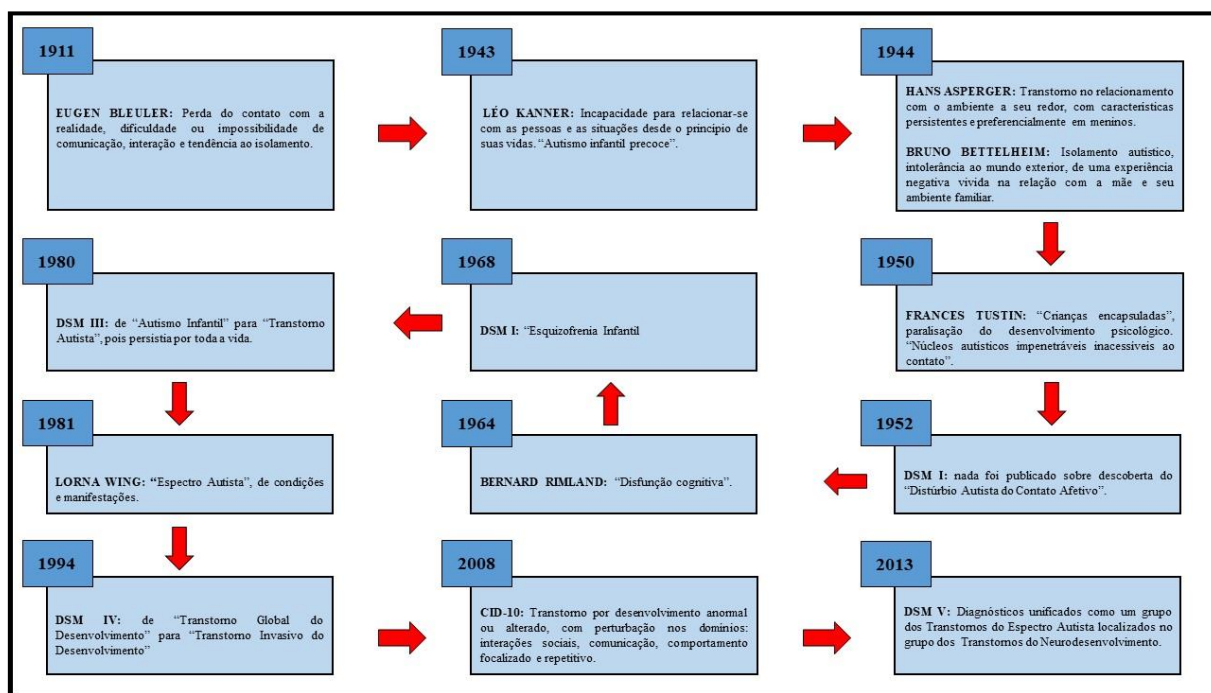 1911
EUGEN BLEULER: Perda do contato com a
realidade, dificuldade ou impossibilidade de
comunicação, interação e tendência ao isolamento.
1943
LÉO KANNER: Incapacidade para relacionar-se
com as pessoas e as situações desde o principio de
suas vidas. “Autismo infantil precoce”.
1944
HANS ASPERGER: Transtorno no relacionamento
com o ambiente a seu redor, com características
persistentes e preferencialmente em meninos.
BRUNO BETTELHEIM: Isolamento autistico,
intolerância ao mundo exterior, de uma experiência
negativa vivida na relação com a mãe e seu
ambiente familiar.
1950
FRANCES TUSTIN: “Crianças encapsuladas”,
paralisação do desenvolvimento psicológico.
“Núcleos autisticos impenetráveis inacessíveis ao
contato”.
1952
DSM I: nada foi publicado sobre descoberta do
“Distúrbio Autista do Contato Afetivo”.
1964
BERNARD RIMLAND: “Disfunção cognitiva”.
1968
DSM I: “Esquizofrenia Infantil
1980
DSM III: de “Autismo Infantil” para “Transtorno
Autista”, pois persistia por toda a vida.
1981
LORNA WING: “Espectro Autista”, de condições
e manifestações.
1994
DSM IV: de “Transtorno Global do
Desenvolvimento” para “Transtorno Invasivo do
Desenvolvimento”
2008
CID-10: Transtorno por desenvolvimento anormal
ou alterado, com perturbação nos dominios:
interações sociais, comunicação, comportamento
focalizado e repetitivo.
2013
DSM V: Diagnósticos unificados como um grupo
dos Transtornos do Espectro Autista localizados no
grupo dos Transtornos do Neurodesenvolvimento.